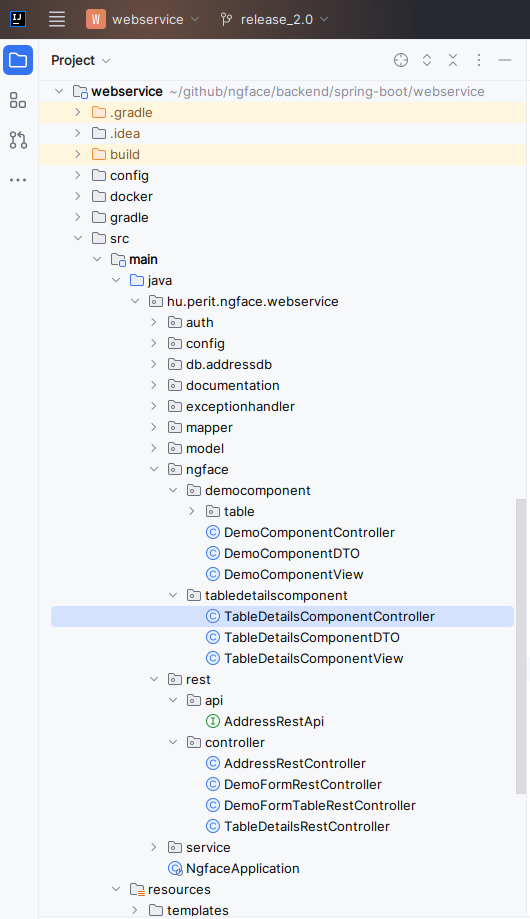 IJ W webservice release_2.0
Project
webservice ~/github/ngface/backend/spring-boot/webservice
.gradle
.idea
build
config
docker
gradle
src
main
java
hu.perit.ngface.webservice
auth
config
db.addressdb
documentation
exceptionhandler
mapper
model
ngface
democomponent
table
C DemoComponentController
C DemoComponentDTO
C DemoComponentView
tabledetailscomponent
C TableDetailsComponentController
C TableDetailsComponentDTO
C TableDetailsComponentView
rest
api
I AddressRestApi
controller
C AddressRestController
C DemoFormRestController
C DemoFormTableRestController
C TableDetailsRestController
service
C NgfaceApplication
resources
templates